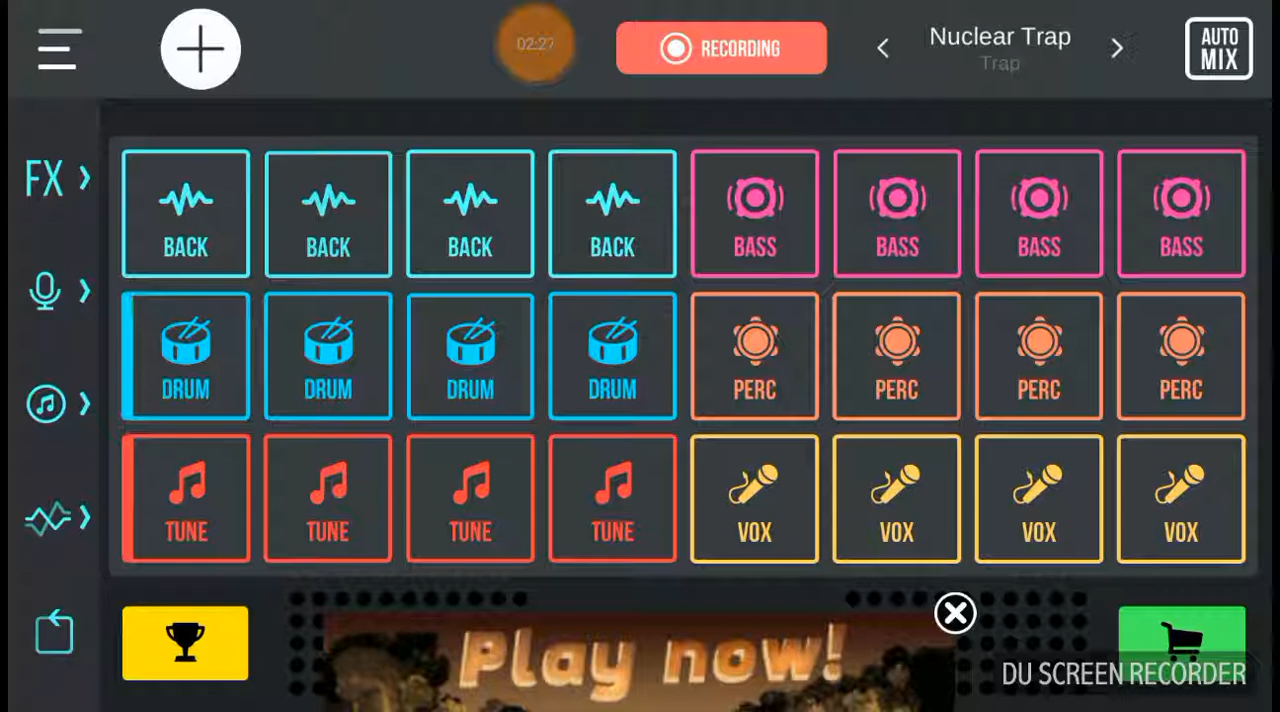 02:27
RECORDING
Nuclear Trap
Trap
AUTO
MIX
FX
BACK BACK BACK BACK BASS BASS BASS BASS
DRUM DRUM DRUM DRUM PERC PERC PERC PERC
TUNE TUNE TUNE TUNE VOX VOX VOX VOX
Play now!
DU SCREEN RECORDER